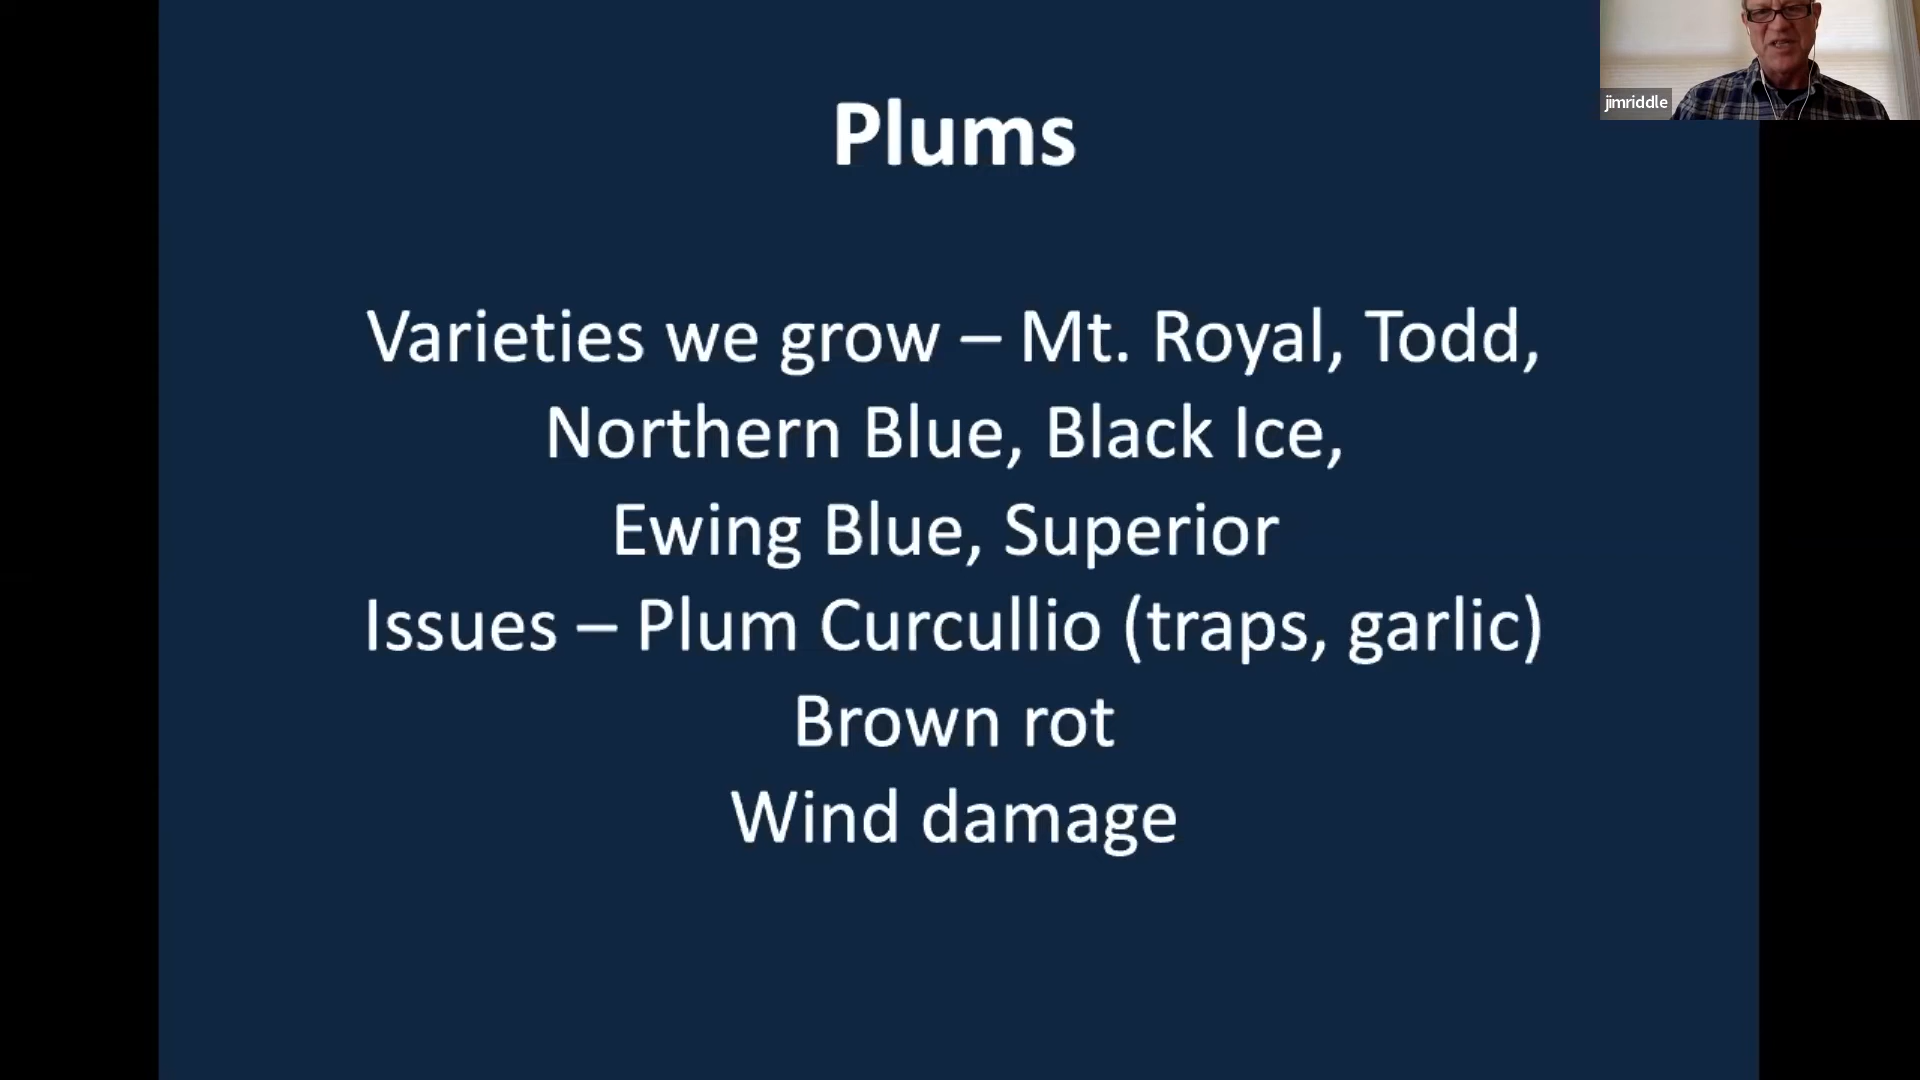 jimriddle
Plums
Varieties we grow – Mt. Royal, Todd,
Northern Blue, Black Ice,
Ewing Blue, Superior
Issues – Plum Curcullio (traps, garlic)
Brown rot
Wind damage